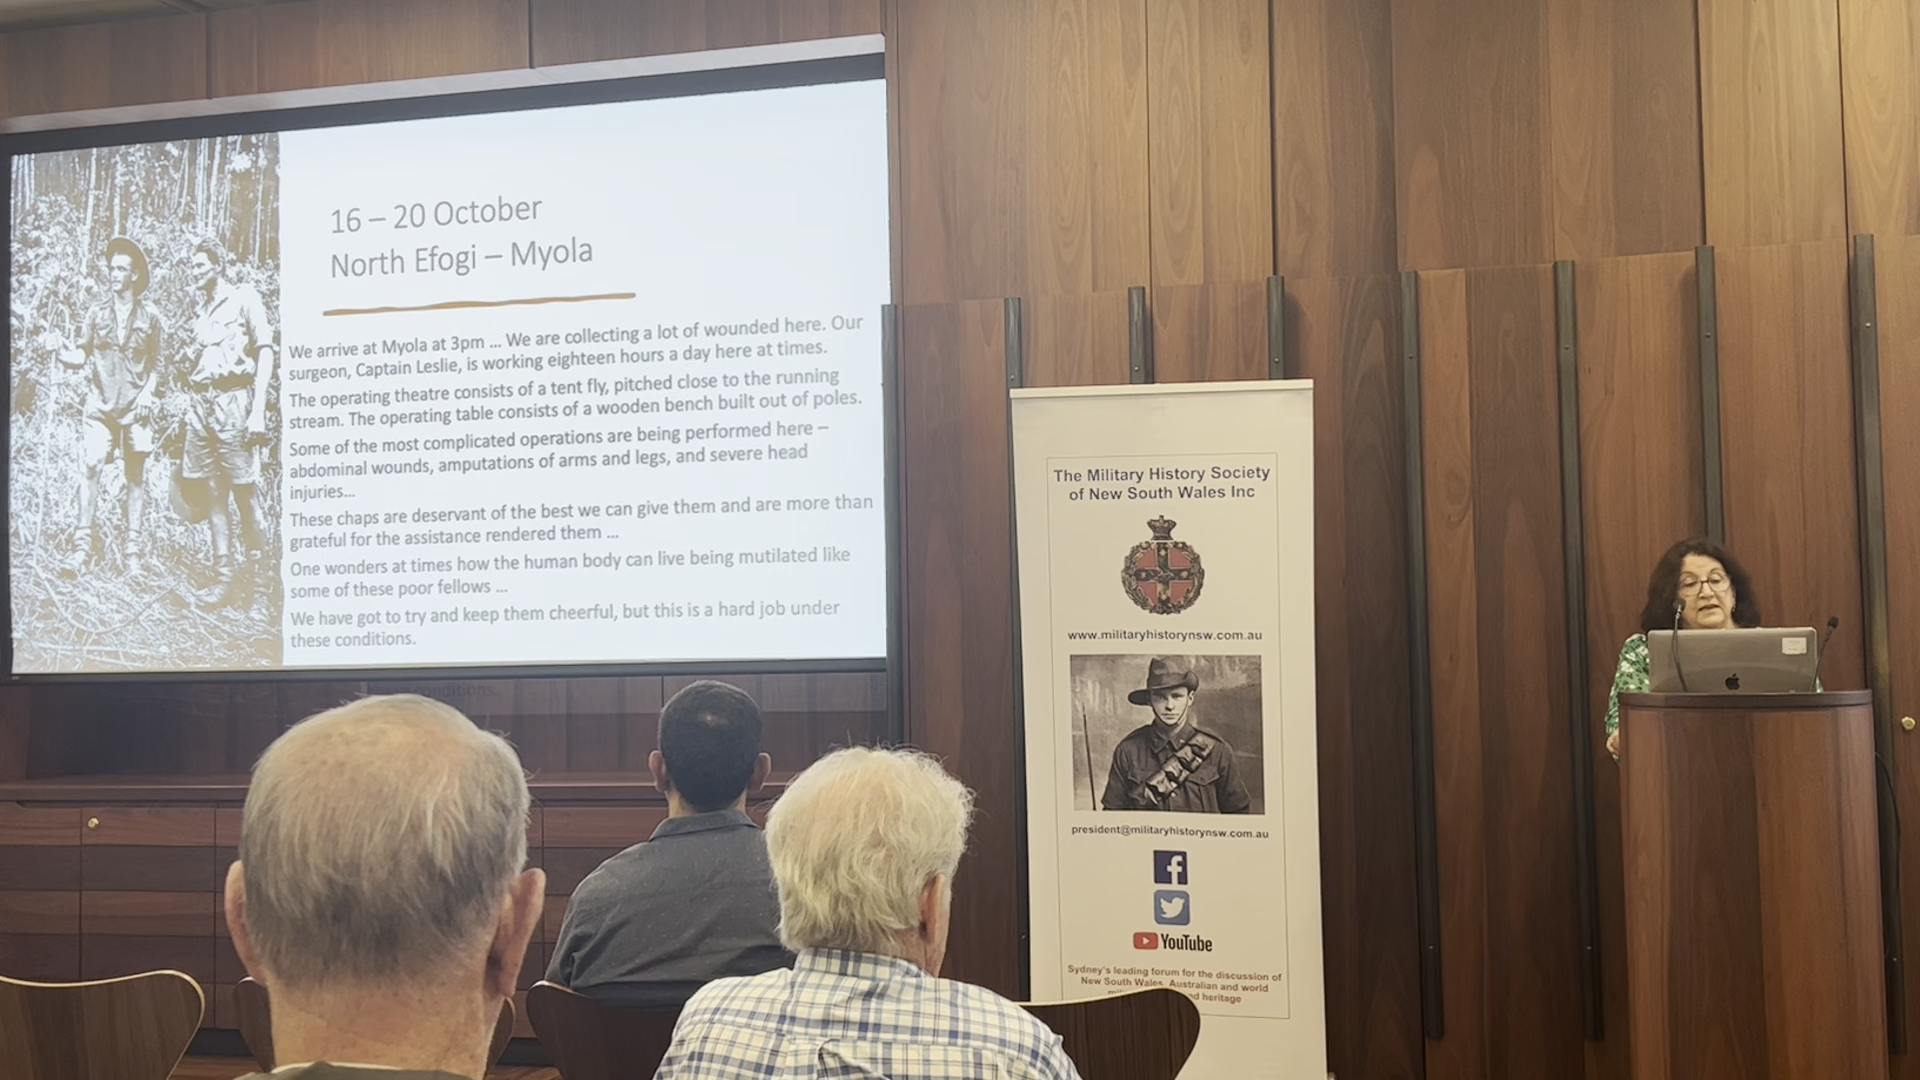 16 – 20 October
North Efogi – Myola
We arrive at Myola at 3pm ... We are collecting a lot of wounded here. Our
surgeon, Captain Leslie, is working eighteen hours a day here at times.
The operating theatre consists of a tent fly, pitched close to the running
stream. The operating table consists of a wooden bench built out of poles.
Some of the most complicated operations are being performed here –
abdominal wounds, amputations of arms and legs, and severe head
injuries...
These chaps are deservant of the best we can give them and are more than
grateful for the assistance rendered them ...
One wonders at times how the human body can live being mutilated like
some of these poor fellows ...
We have got to try and keep them cheerful, but this is a hard job under
these conditions.
The Military History Society
of New South Wales Inc
www.militaryhistorynsw.com.au
president@militaryhistorynsw.com.au
YouTube
Sydney's leading forum for the discussion of
New South Wales, Australian and world
heritage